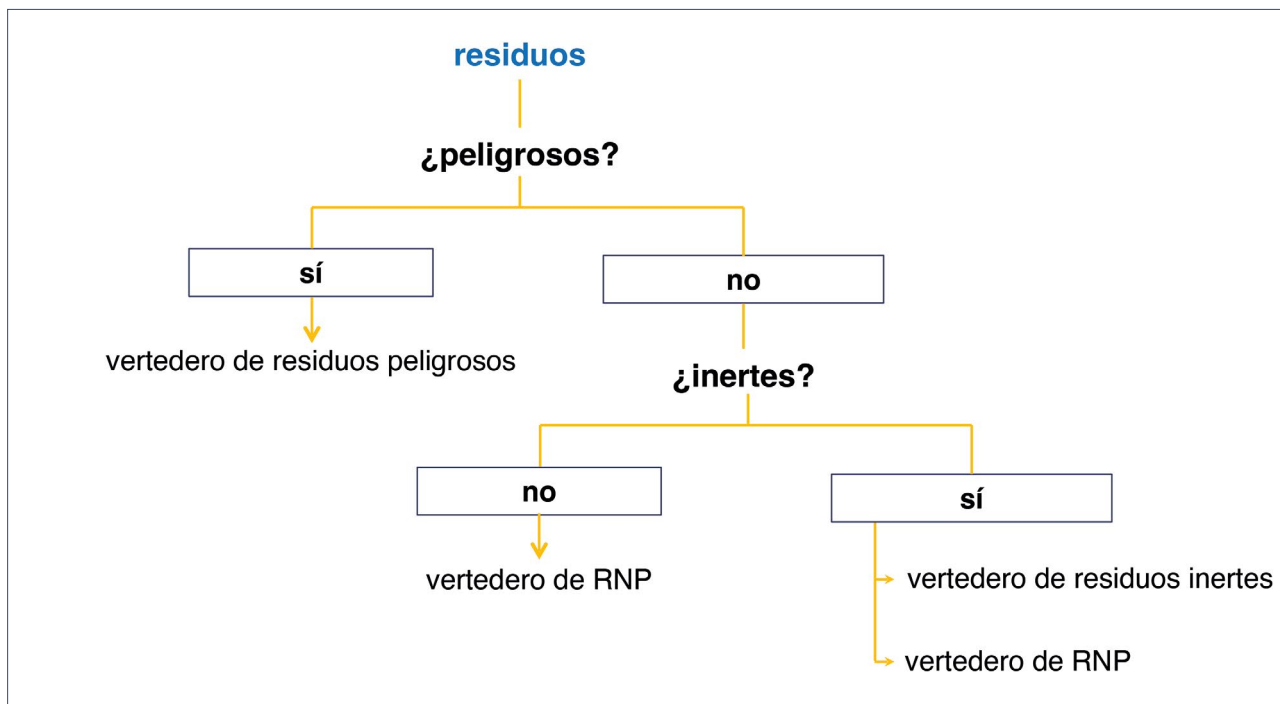 residuos
¿peligrosos?
sí
no
vertedero de residuos peligrosos
¿inertes?
no
sí
vertedero de RNP
vertedero de residuos inertes
vertedero de RNP